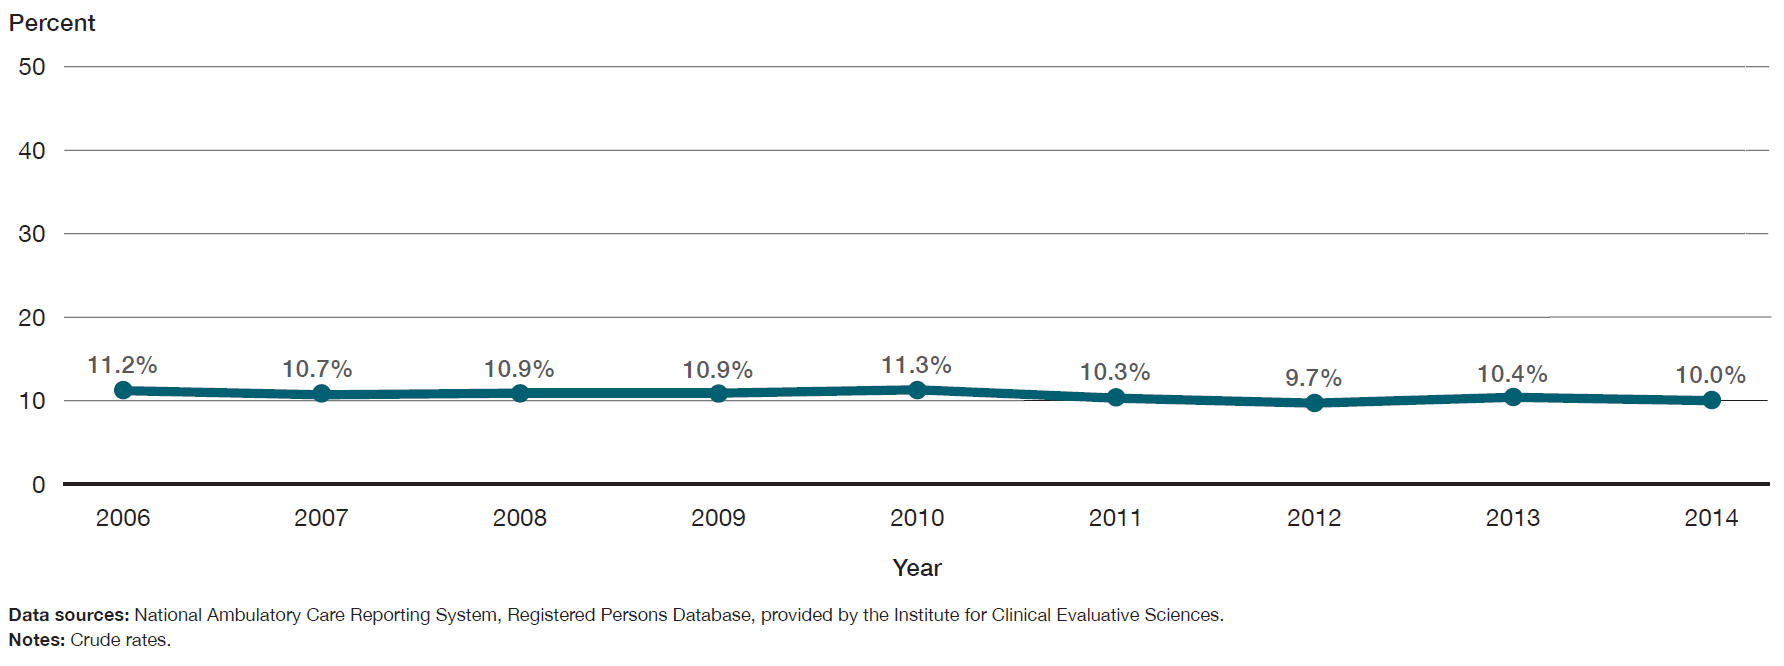 Percent
50
40
30
20
11.2% 10.7% 10.9% 10.9% 11.3% 10.3% 9.7% 10.4% 10.0%
10
0
2006 2007 2008 2009 2010 2011 2012 2013 2014
Year
Data sources: National Ambulatory Care Reporting System, Registered Persons Database, provided by the Institute for Clinical Evaluative Sciences.
Notes: Crude rates.